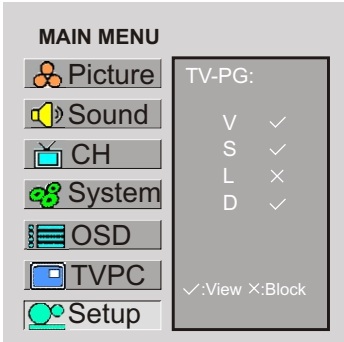 MAIN MENU
Picture
Sound
CH
System
OSD
TVPC
Setup
TV-PG:
V ✓
S ✓
L ×
D ✓
✓:View ×:Block